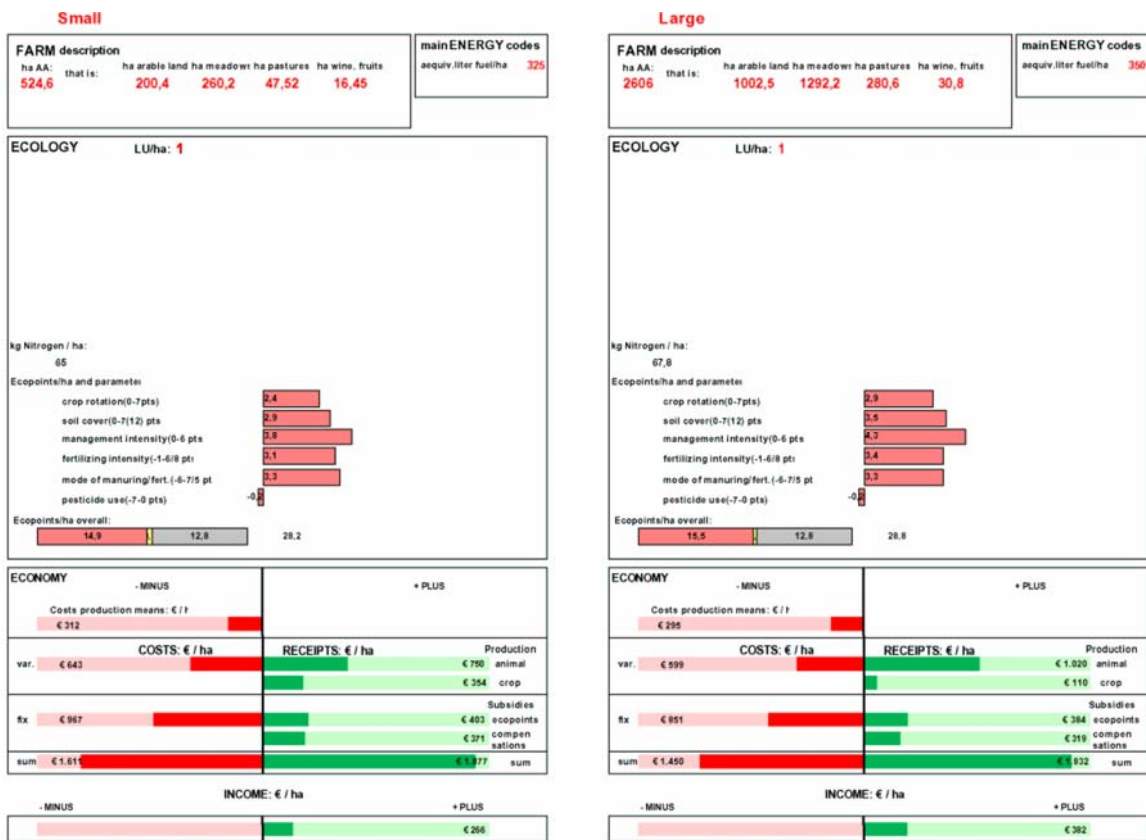 Small
FARM description
ha AA: that is: ha arable land ha meadows ha pastures ha wine, fruits
524,6 200,4 260,2 47,52 16,45
main ENERGY codes
aequiv.liter fuel/ha 325
ECOLOGY LU/ha: 1
kg Nitrogen / ha:
65
Ecopoints/ha and parameter
crop rotation(0-7pts) 2,4
soil cover(0-7(12) pts 2,9
management intensity(0-6 pts 3,8
fertilizing intensity(-1-6/8 pts 3,1
mode of manuring/fert.(-6-7/5 pt 3,3
pesticide use(-7-0 pts) -0,2
Ecopoints/ha overall:
14,9 12,8 28,2
ECONOMY
- MINUS + PLUS
Costs production means: € / h
€ 312
COSTS: € / ha RECEIPTS: € / ha Production
var. € 643 € 750 animal
€ 354 crop
Subsidies
fix € 967 € 403 ecopoints
€ 371 compen
sations
sum € 1.611 € 1.877 sum
INCOME: € / ha
- MINUS + PLUS
€ 266
Large
FARM description
ha AA: that is: ha arable land ha meadows ha pastures ha wine, fruits
2606 1002,5 1292,2 280,6 30,8
main ENERGY codes
aequiv.liter fuel/ha 350
ECOLOGY LU/ha: 1
kg Nitrogen / ha:
67,8
Ecopoints/ha and parameter
crop rotation(0-7pts) 2,9
soil cover(0-7(12) pts 3,5
management intensity(0-6 pts 4,3
fertilizing intensity(-1-6/8 pts 3,4
mode of manuring/fert.(-6-7/5 pt 3,3
pesticide use(-7-0 pts)
Ecopoints/ha overall:
15,5 12,8 28,8
ECONOMY
- MINUS + PLUS
Costs production means: € / h
€ 295
COSTS: € / ha RECEIPTS: € / ha Production
var. € 599 € 1.020 animal
€ 110 crop
Subsidies
fix € 851 € 384 ecopoints
€ 319 compen
sations
sum € 1.450 € 1.832 sum
INCOME: € / ha
- MINUS + PLUS
€ 382